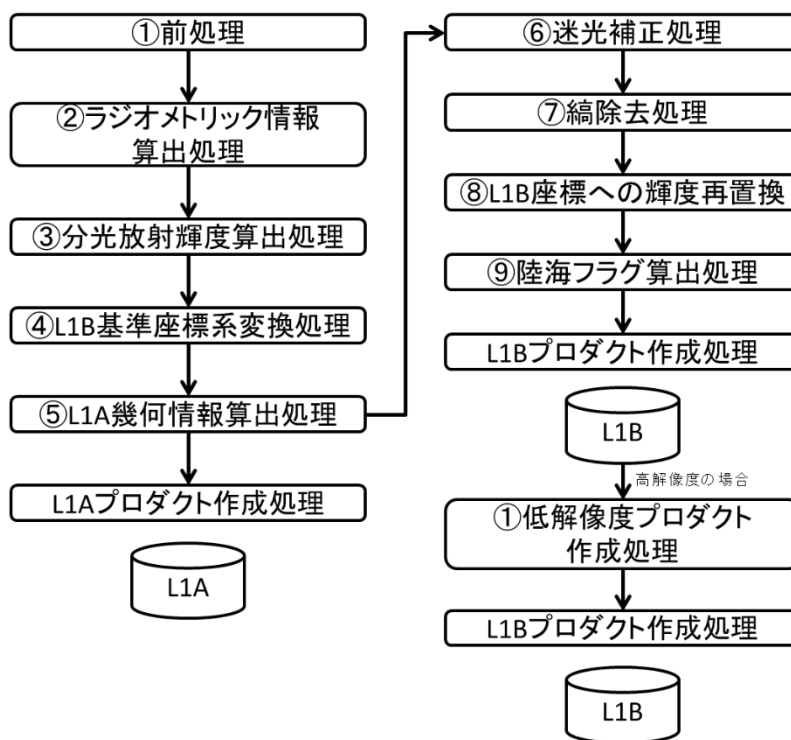 ①前処理
②ラジオメトリック情報
算出処理
③分光放射輝度算出処理
④L1B基準座標系変換処理
⑤L1A幾何情報算出処理
L1Aプロダクト作成処理
L1A
⑥迷光補正処理
⑦縞除去処理
⑧L1B座標への輝度再置換
⑨陸海フラグ算出処理
L1Bプロダクト作成処理
L1B
高解像度の場合
①低解像度プロダクト
作成処理
L1Bプロダクト作成処理
L1B